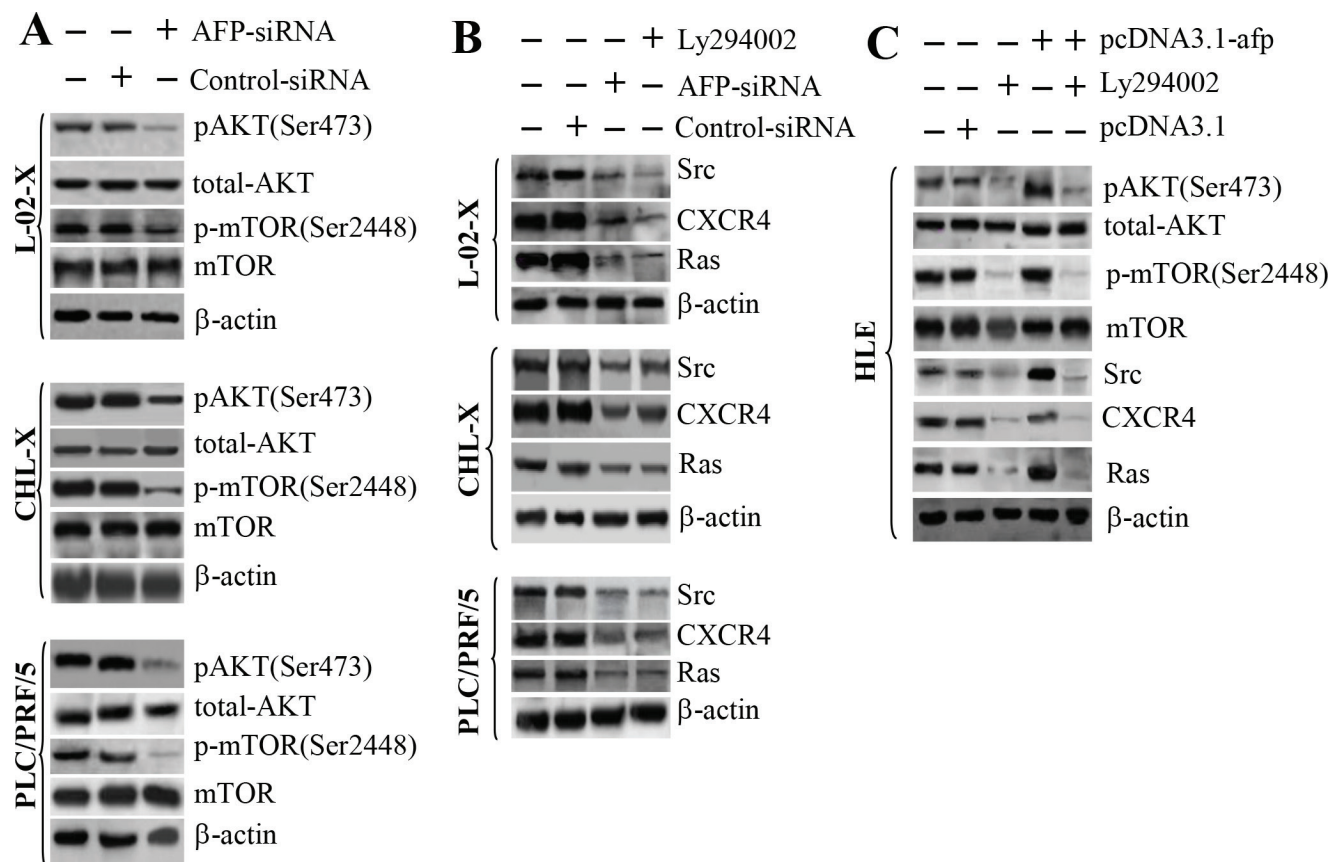 A
− − + AFP-siRNA
− + − Control-siRNA
L-02-X
pAKT(Ser473)
total-AKT
p-mTOR(Ser2448)
mTOR
β-actin
CHL-X
pAKT(Ser473)
total-AKT
p-mTOR(Ser2448)
mTOR
β-actin
PLC/PRF/5
pAKT(Ser473)
total-AKT
p-mTOR(Ser2448)
mTOR
β-actin
B
− − − + Ly294002
− − + − AFP-siRNA
− + − − Control-siRNA
L-02-X
Src
CXCR4
Ras
β-actin
CHL-X
Src
CXCR4
Ras
β-actin
PLC/PRF/5
Src
CXCR4
Ras
β-actin
C
− − − + + pcDNA3.1-afp
− − + − + Ly294002
− + − − − pcDNA3.1
HLE
pAKT(Ser473)
total-AKT
p-mTOR(Ser2448)
mTOR
Src
CXCR4
Ras
β-actin